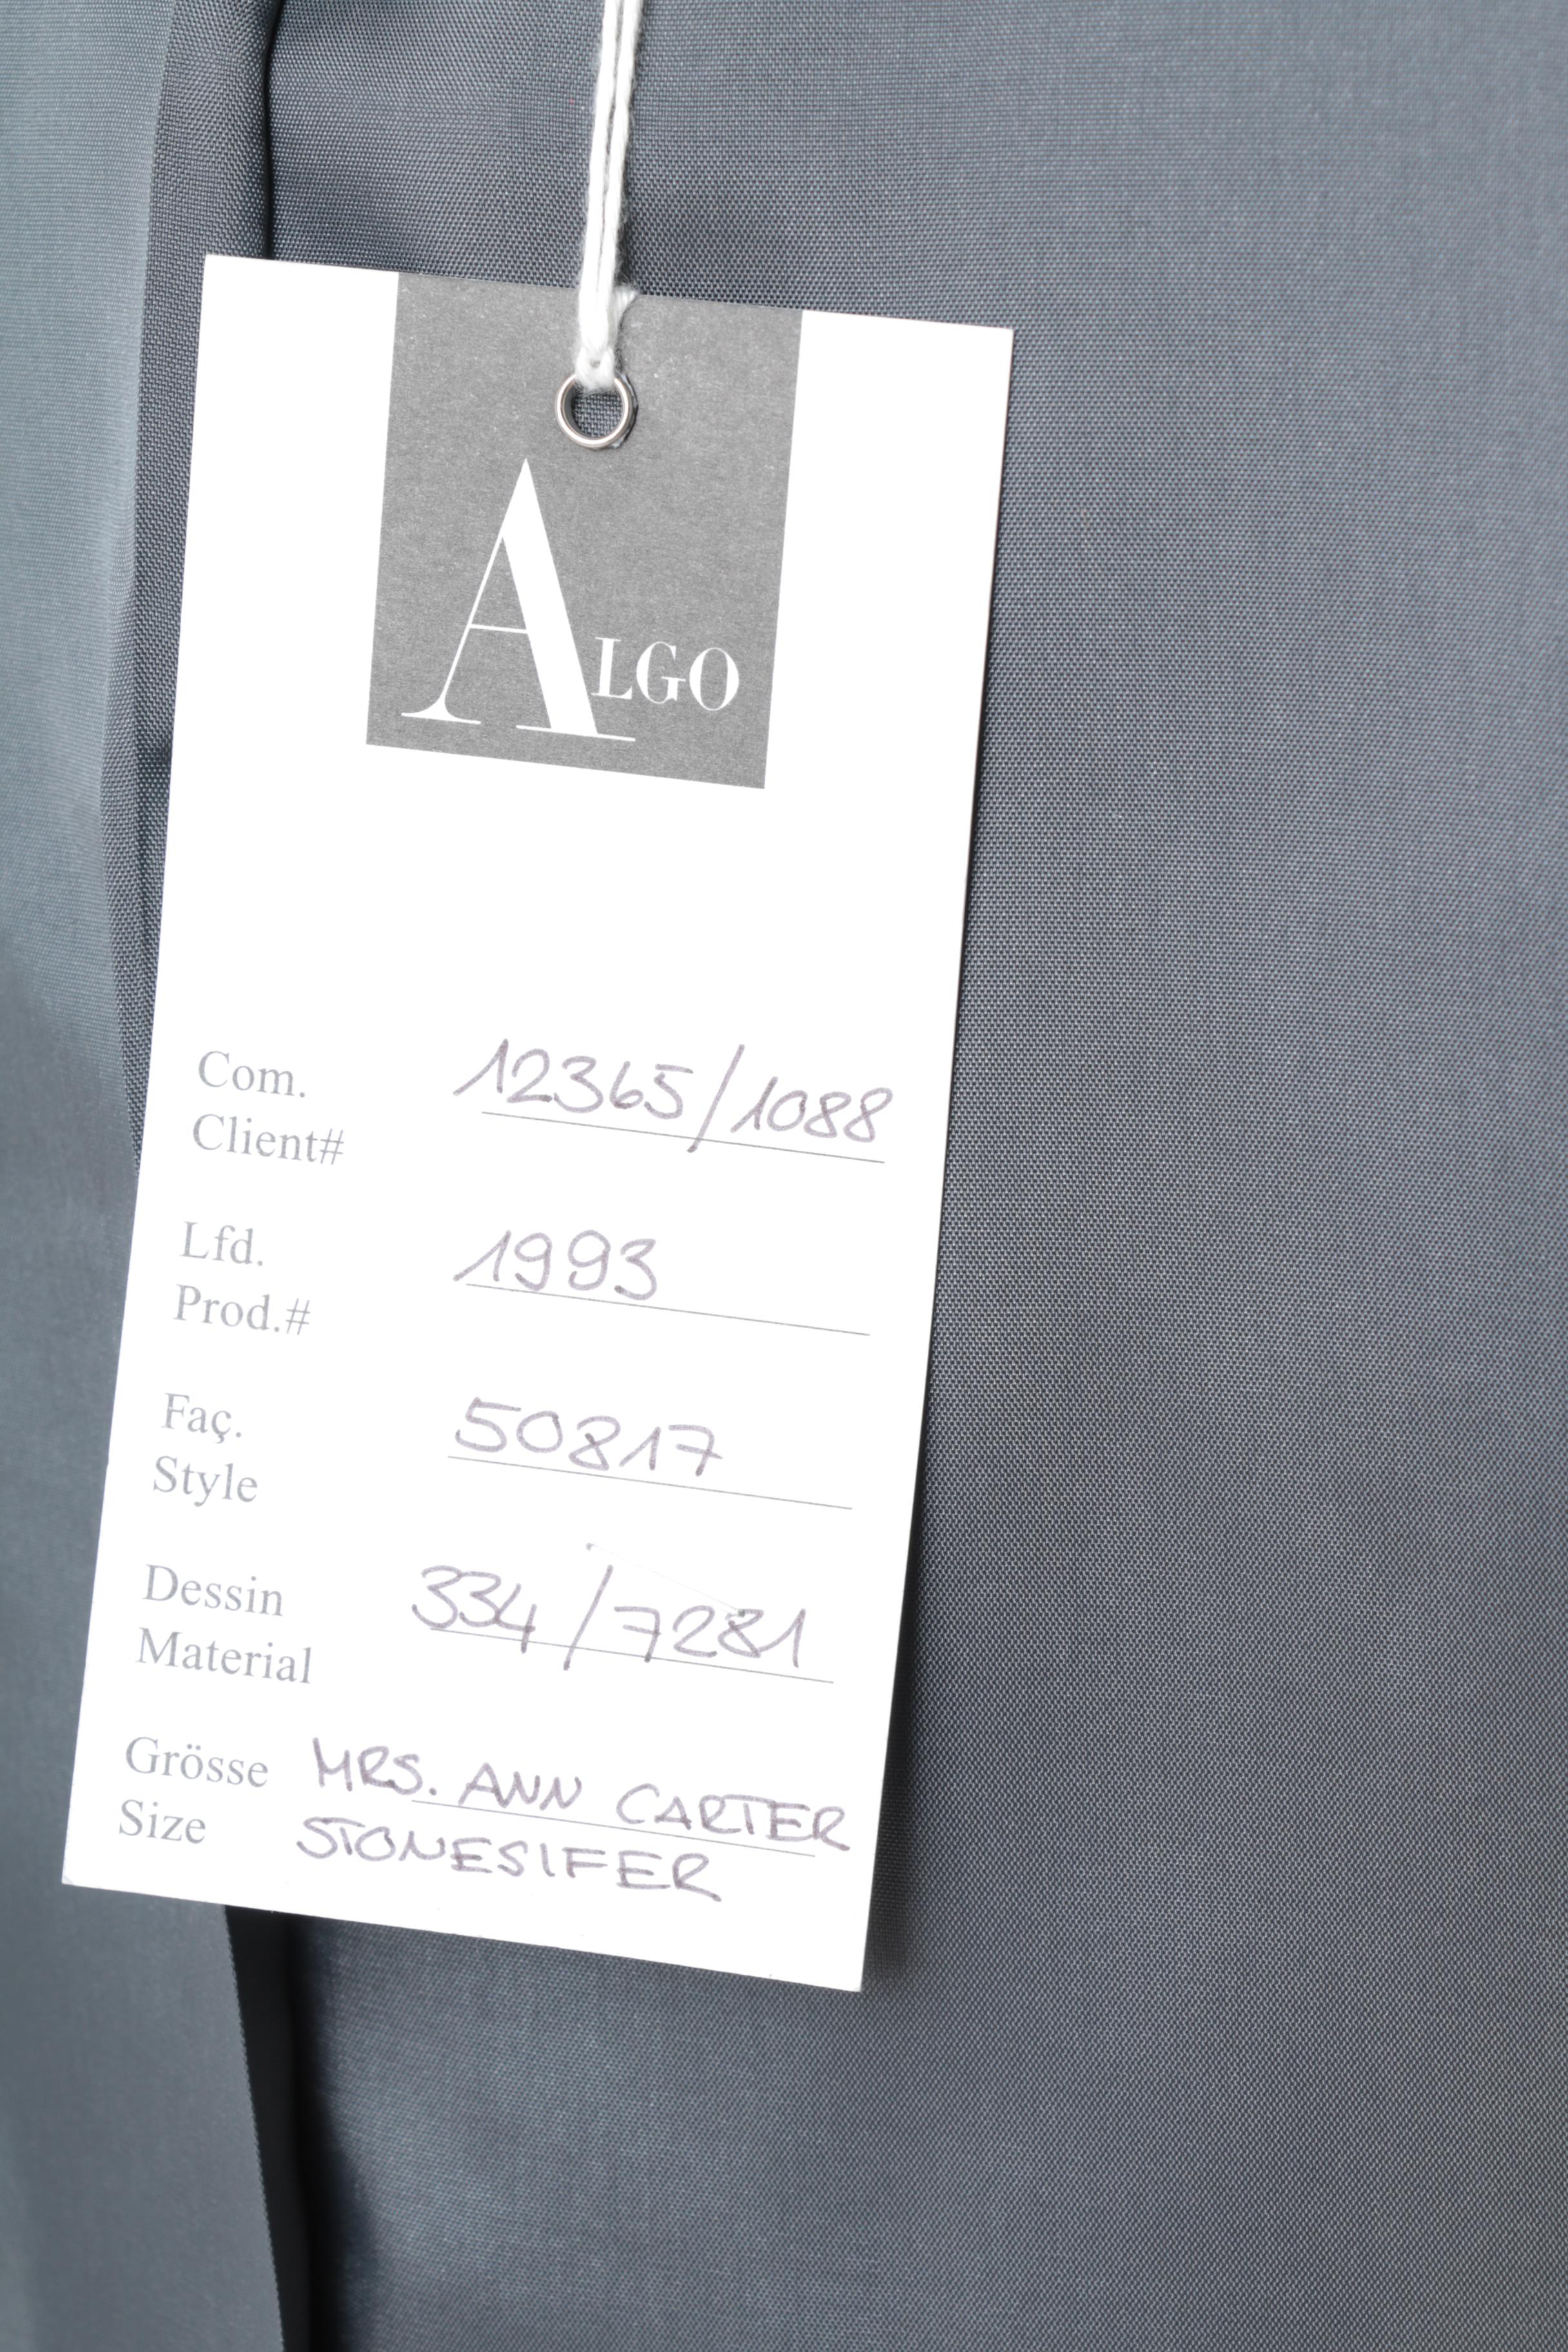 ALGO
Com. 12365/1088
Client#
Lfd. 1993
Prod.#
Faç. 50817
Style
Dessin 334/7281
Material
Grösse MRS. ANN CARTER
Size STONESIFER